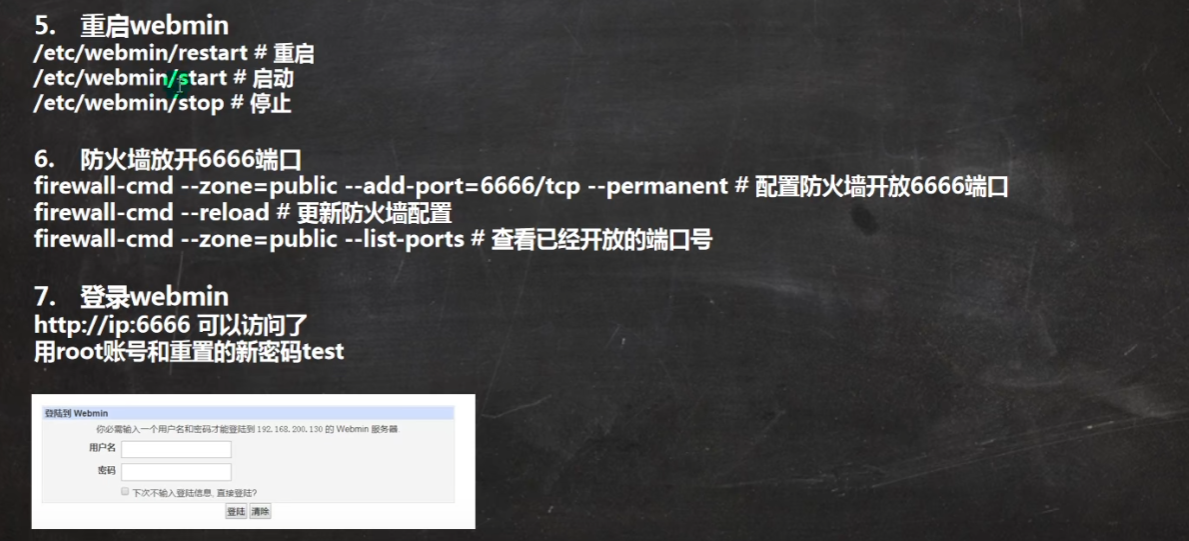 5. 重启webmin
/etc/webmin/restart # 重启
/etc/webmin/start # 启动
/etc/webmin/stop # 停止
6. 防火墙放开6666端口
firewall-cmd --zone=public --add-port=6666/tcp --permanent # 配置防火墙开放6666端口
firewall-cmd --reload # 更新防火墙配置
firewall-cmd --zone=public --list-ports # 查看已经开放的端口号
7. 登录webmin
http://ip:6666 可以访问了
用root账号和重置的新密码test
登陆到 Webmin
你必需输入一个用户名和密码才能登陆到 192.168.200.130 的 Webmin 服务器.
用户名
密码
下次不输入登陆信息, 直接登陆?
登陆 清除